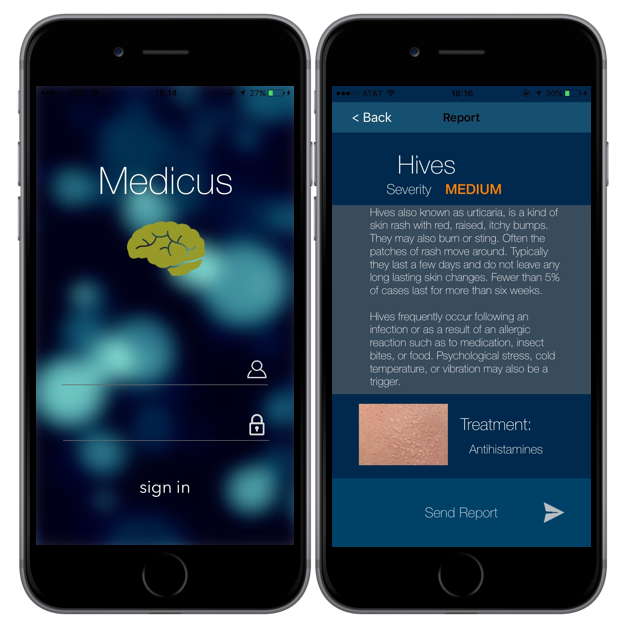 18:14
27%
Medicus
sign in
AT&T
18:16
30%
< Back
Report
Hives
Severity MEDIUM
Hives also known as urticaria, is a kind of
skin rash with red, raised, itchy bumps.
They may also burn or sting. Often the
patches of rash move around. Typically
they last a few days and do not leave any
long lasting skin changes. Fewer than 5%
of cases last for more than six weeks.
Hives frequently occur following an
infection or as a result of an allergic
reaction such as to medication, insect
bites, or food. Psychological stress, cold
temperature, or vibration may also be a
trigger.
Treatment:
Antihistamines
Send Report